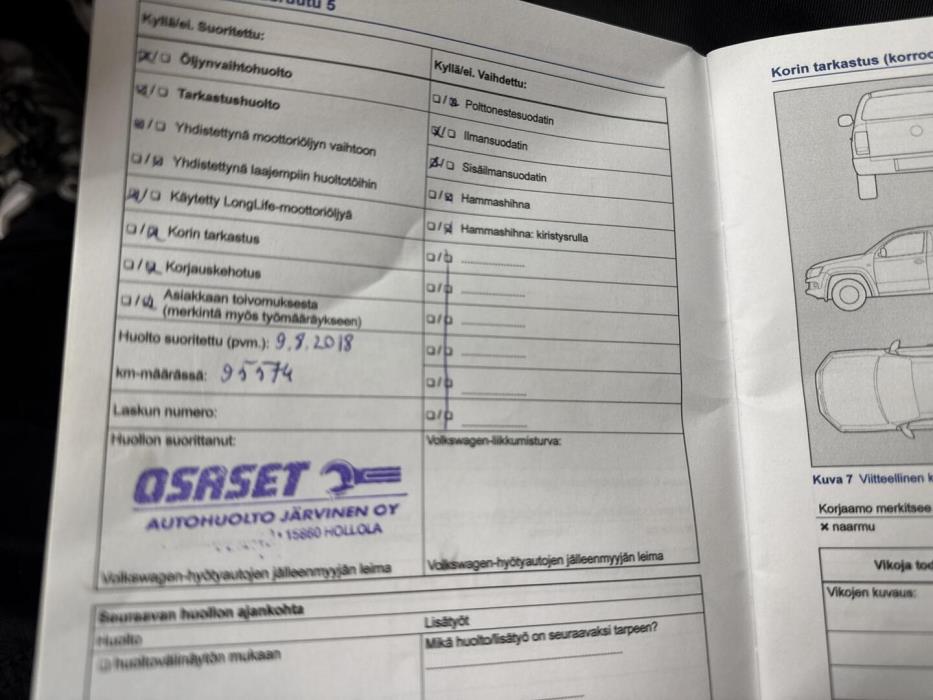 5
Kyllä/ei. Suoritettu:
Öljynvaihtohuolto
Tarkastushuolto
Yhdistettynä moottoriöljyn vaihtoon
Yhdistettynä laajempiin huoltotöihin
Käytetty LongLife-moottoriöljyä
Korin tarkastus
Korjauskehotus
Asiakkaan toivomuksesta
(merkintä myös työmääräykseen)
Huolto suoritettu (pvm.): 9.8.2018
km-määrässä: 95574
Laskun numero:
Huollon suorittanut:
OSASET
AUTOHUOLTO JÄRVINEN OY
15860 HOLLOLA
Volkswagen-hyötyautojen jälleenmyyjän leima
Kyllä/ei. Vaihdettu:
Polttonestesuodatin
Ilmansuodatin
Sisäilmansuodatin
Hammashihna
Hammashihna: kiristysrulla
Volkswagen-liikkumisturva:
Volkswagen-hyötyautojen jälleenmyyjän leima
Seuraavan huollon ajankohta
Huolto
huoltovälinäytön mukaan
Lisätyöt
Mikä huolto/lisätyö on seuraavaksi tarpeen?
Korin tarkastus (korroo
Kuva 7 Viitteellinen k
Korjaamo merkitsee
× naarmu
Vikoja tod
Vikojen kuvaus: